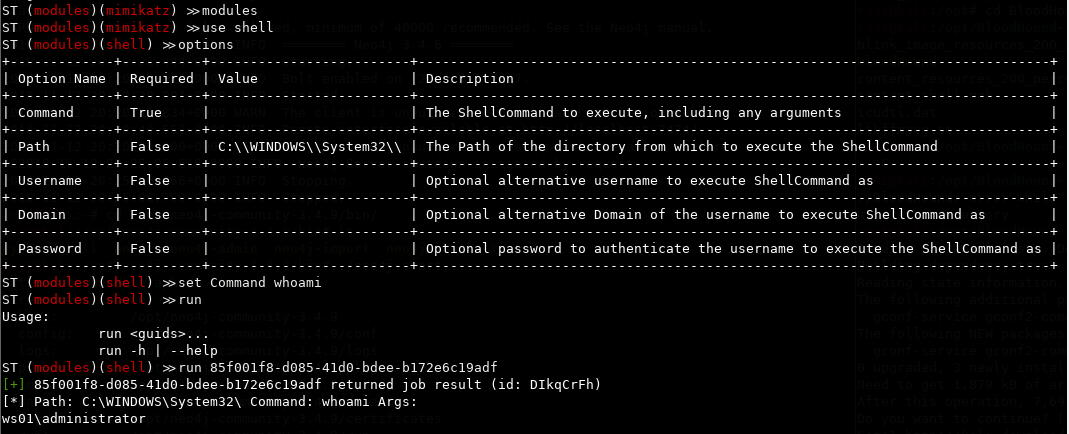 ST (modules)(mimikatz) ≫modules
ST (modules)(mimikatz) ≫use shell
ST (modules)(shell) ≫options
+-------------+----------+------------------------+-------------------------------------------------------------------------------+
| Option Name | Required | Value | Description |
+-------------+----------+------------------------+-------------------------------------------------------------------------------+
| Command | True | | The ShellCommand to execute, including any arguments |
+-------------+----------+------------------------+-------------------------------------------------------------------------------+
| Path | False | C:\\WINDOWS\\System32\\ | The Path of the directory from which to execute the ShellCommand |
+-------------+----------+------------------------+-------------------------------------------------------------------------------+
| Username | False | | Optional alternative username to execute ShellCommand as |
+-------------+----------+------------------------+-------------------------------------------------------------------------------+
| Domain | False | | Optional alternative Domain of the username to execute ShellCommand as |
+-------------+----------+------------------------+-------------------------------------------------------------------------------+
| Password | False | | Optional password to authenticate the username to execute the ShellCommand as |
+-------------+----------+------------------------+-------------------------------------------------------------------------------+
ST (modules)(shell) ≫set Command whoami
ST (modules)(shell) ≫run
Usage:
run <guids>...
run -h | --help
ST (modules)(shell) ≫run 85f001f8-d085-41d0-bdee-b172e6c19adf
[+] 85f001f8-d085-41d0-bdee-b172e6c19adf returned job result (id: DIkqCrFh)
[*] Path: C:\WINDOWS\System32\ Command: whoami Args:
ws01\administrator